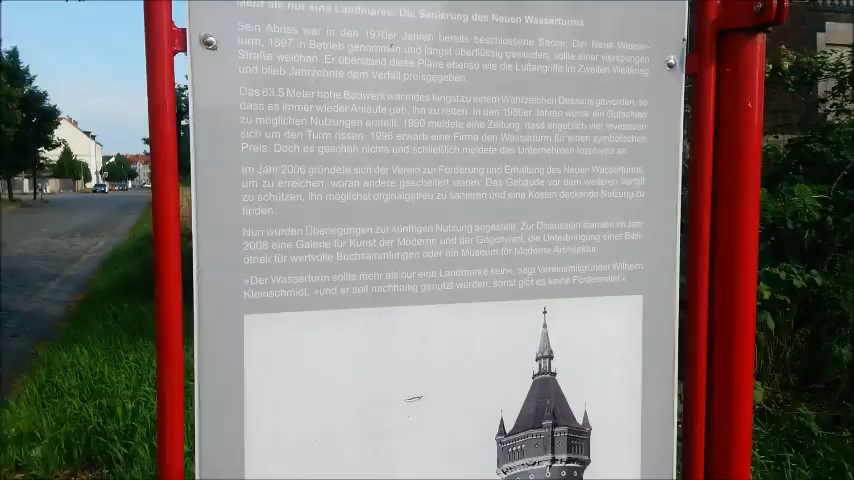 Mehr als nur eine Landmarke: Die Sanierung des Neuen Wasserturms
Sein Abriss war in den 1970er Jahren bereits beschlossene Sache: Der Neue Wasser-
turm, 1897 in Betrieb genommen und längst überflüssig geworden, sollte einer vierspurigen
Straße weichen. Er überstand diese Pläne ebenso wie die Luftangriffe im Zweiten Weltkrieg
und blieb Jahrzehnte dem Verfall preisgegeben.
Das 63,5 Meter hohe Bauwerk war indes längst zu einem Wahrzeichen Dessaus geworden, so
dass es immer wieder Anläufe gab, ihn zu retten. In den 1980er Jahren wurde ein Gutachten
zu möglichen Nutzungen erstellt. 1990 meldete eine Zeitung, dass angeblich vier Investoren
sich um den Turm rissen. 1996 erwarb eine Firma den Wasserturm für einen symbolischen
Preis. Doch es geschah nichts und schließlich meldete das Unternehmen Insolvenz an.
Im Jahr 2006 gründete sich der Verein zur Förderung und Erhaltung des Neuen Wasserturms,
um zu erreichen, woran andere gescheitert waren: Das Gebäude vor dem weiteren Verfall
zu schützen, ihn möglichst originalgetreu zu sanieren und eine Kosten deckende Nutzung zu
finden.
Nun wurden Überlegungen zur künftigen Nutzung angestellt. Zur Diskussion standen im Jahr
2008 eine Galerie für Kunst der Moderne und der Gegenwart, die Unterbringung einer Bibli-
othek für wertvolle Buchsammlungen oder ein Museum für Moderne Architektur.
»Der Wasserturm sollte mehr als nur eine Landmarke sein«, sagt Vereinsmitgründer Wilhelm
Kleinschmidt, »und er soll nachhaltig genutzt werden, sonst gibt es keine Fördermittel.«